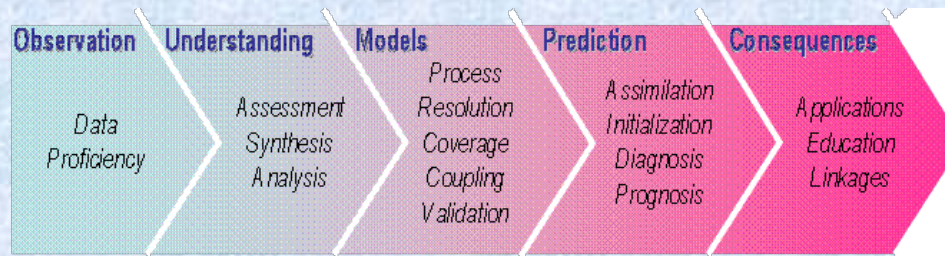 Observation
Data
Proficiency
Understanding
Assessment
Synthesis
Analysis
Models
Process
Resolution
Coverage
Coupling
Validation
Prediction
Assimilation
Initialization
Diagnosis
Prognosis
Consequences
Applications
Education
Linkages